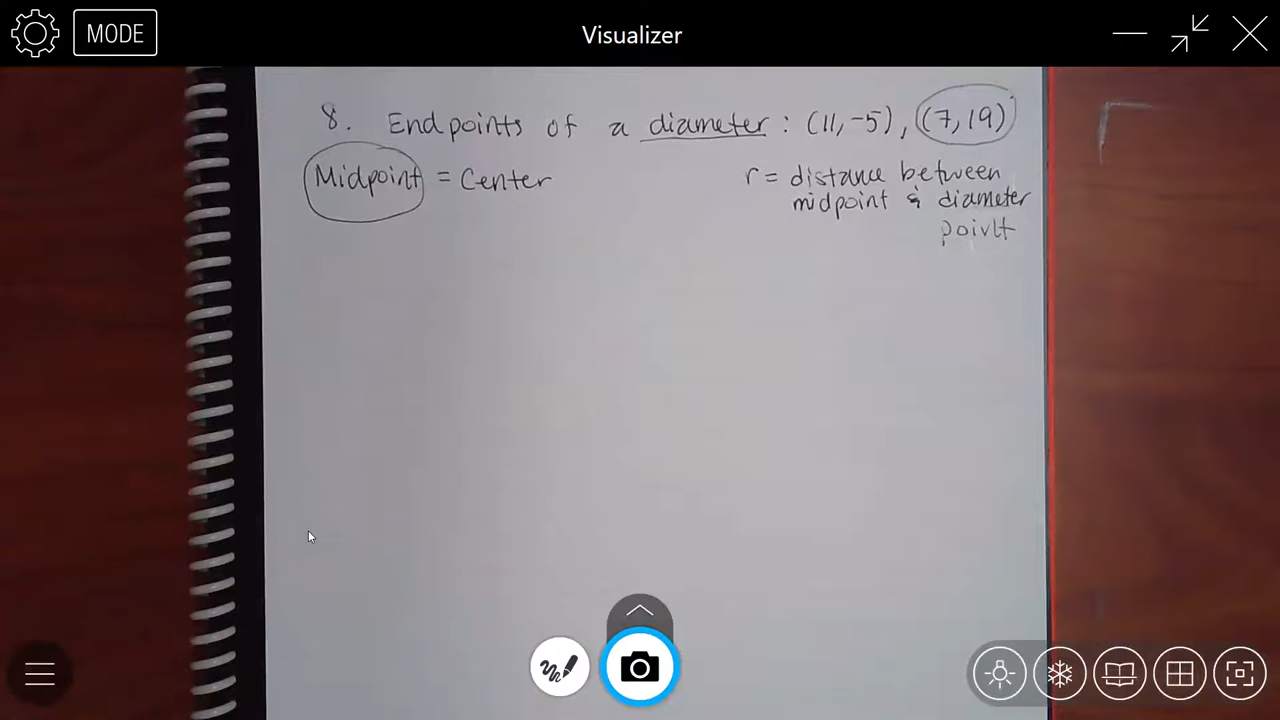 MODE
Visualizer
8. Endpoints of a diameter : (11, -5), (7, 19)
Midpoint = Center
r = distance between
midpoint & diameter
point